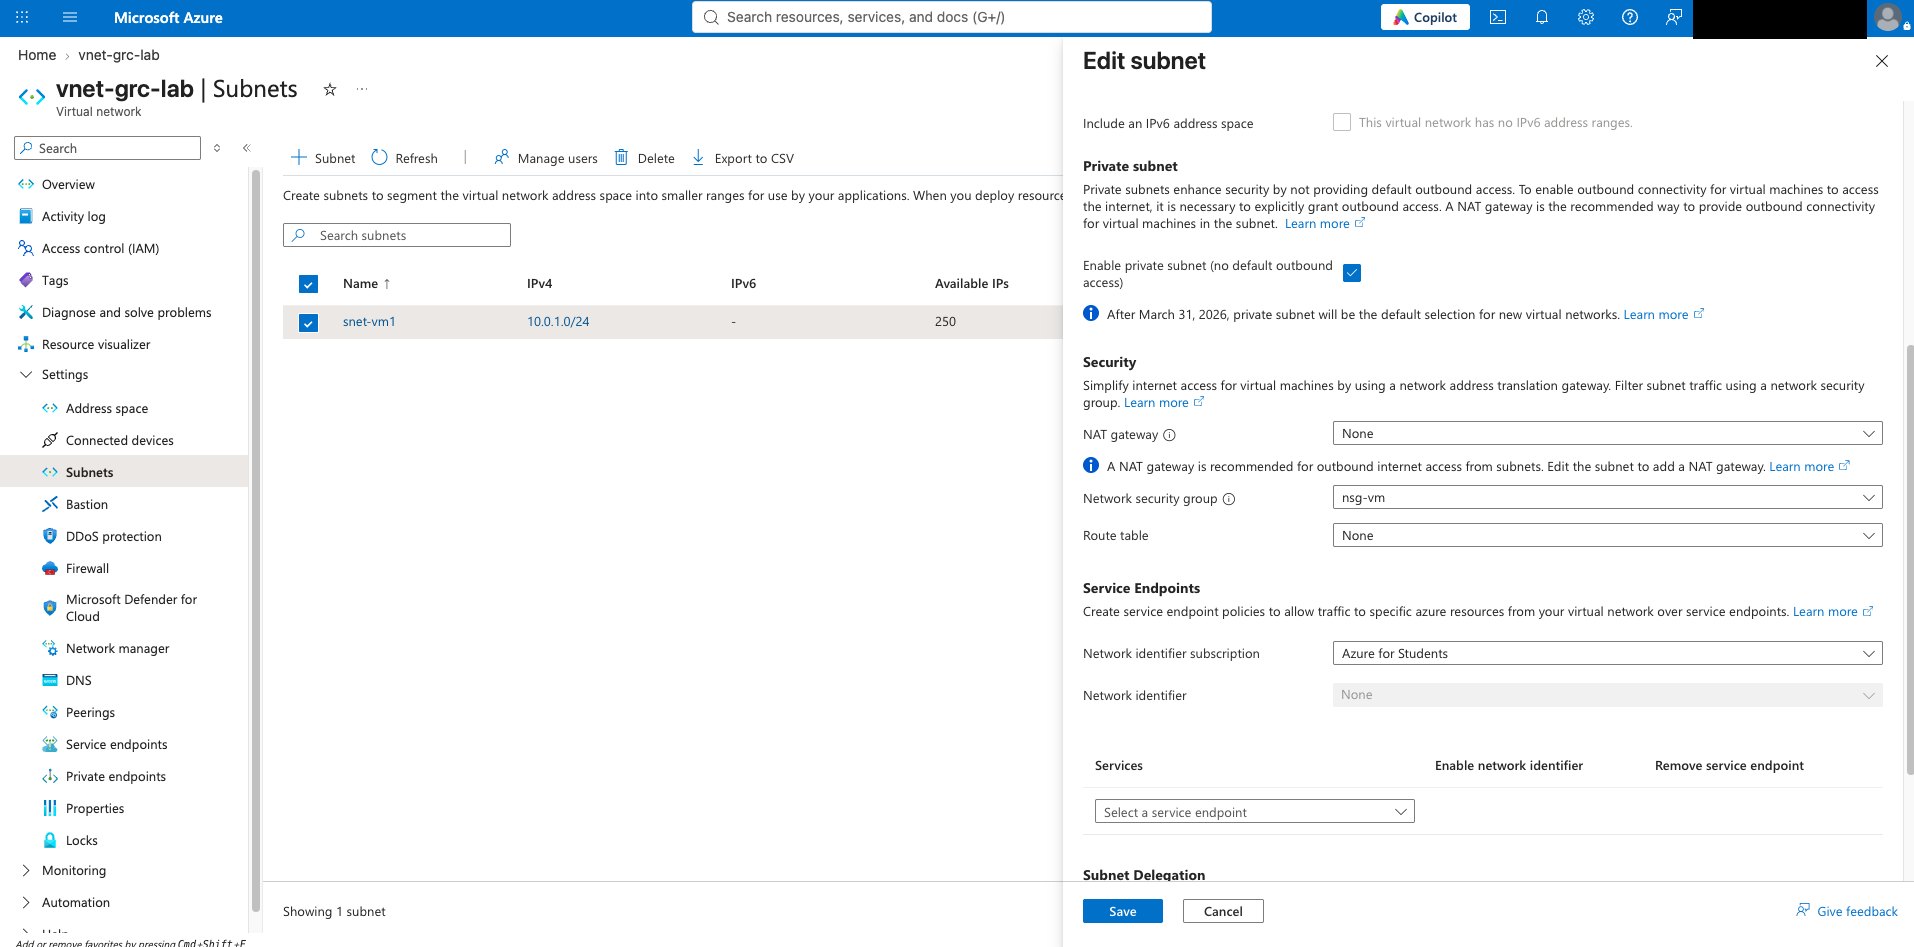 Microsoft Azure
Search resources, services, and docs (G+/)
Copilot
Home › vnet-grc-lab
vnet-grc-lab | Subnets
Virtual network
Search
Overview
Activity log
Access control (IAM)
Tags
Diagnose and solve problems
Resource visualizer
Settings
Address space
Connected devices
Subnets
Bastion
DDoS protection
Firewall
Microsoft Defender for
Cloud
Network manager
DNS
Peerings
Service endpoints
Private endpoints
Properties
Locks
Monitoring
Automation
Help
Add or remove favorites by pressing Cmd+Shift+F
Subnet
Refresh
Manage users
Delete
Export to CSV
Create subnets to segment the virtual network address space into smaller ranges for use by your applications. When you deploy resource
Search subnets
Name ↑ IPv4 IPv6 Available IPs
snet-vm1 10.0.1.0/24 - 250
Showing 1 subnet
Edit subnet
Include an IPv6 address space
This virtual network has no IPv6 address ranges.
Private subnet
Private subnets enhance security by not providing default outbound access. To enable outbound connectivity for virtual machines to access
the internet, it is necessary to explicitly grant outbound access. A NAT gateway is the recommended way to provide outbound connectivity
for virtual machines in the subnet. Learn more
Enable private subnet (no default outbound
access)
After March 31, 2026, private subnet will be the default selection for new virtual networks. Learn more
Security
Simplify internet access for virtual machines by using a network address translation gateway. Filter subnet traffic using a network security
group. Learn more
NAT gateway
None
A NAT gateway is recommended for outbound internet access from subnets. Edit the subnet to add a NAT gateway. Learn more
Network security group
nsg-vm
Route table
None
Service Endpoints
Create service endpoint policies to allow traffic to specific azure resources from your virtual network over service endpoints. Learn more
Network identifier subscription
Azure for Students
Network identifier
None
Services Enable network identifier Remove service endpoint
Select a service endpoint
Subnet Delegation
Save
Cancel
Give feedback